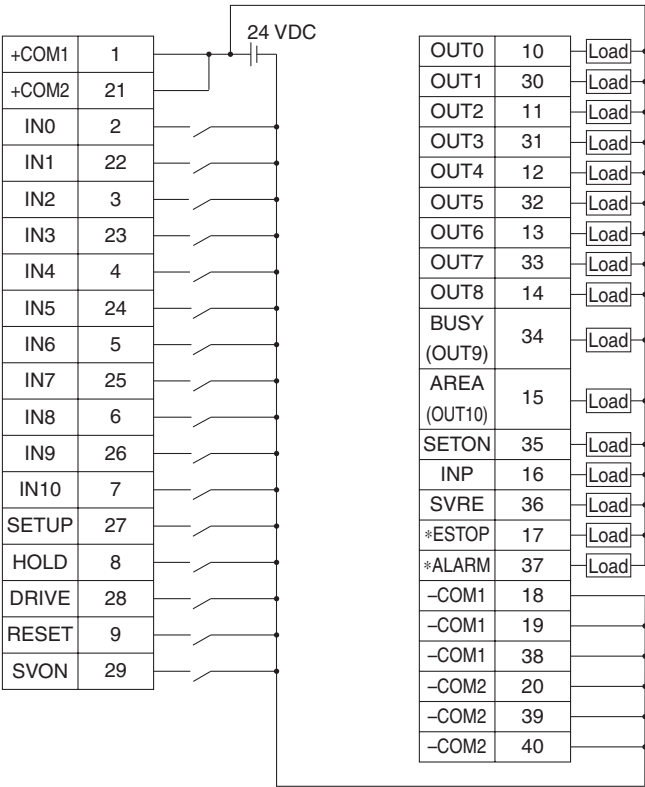 24 VDC
+COM1 1
+COM2 21
IN0 2
IN1 22
IN2 3
IN3 23
IN4 4
IN5 24
IN6 5
IN7 25
IN8 6
IN9 26
IN10 7
SETUP 27
HOLD 8
DRIVE 28
RESET 9
SVON 29
OUT0 10 Load
OUT1 30 Load
OUT2 11 Load
OUT3 31 Load
OUT4 12 Load
OUT5 32 Load
OUT6 13 Load
OUT7 33 Load
OUT8 14 Load
BUSY
(OUT9) 34 Load
AREA
(OUT10) 15 Load
SETON 35 Load
INP 16 Load
SVRE 36 Load
*ESTOP 17 Load
*ALARM 37 Load
–COM1 18
–COM1 19
–COM1 38
–COM2 20
–COM2 39
–COM2 40